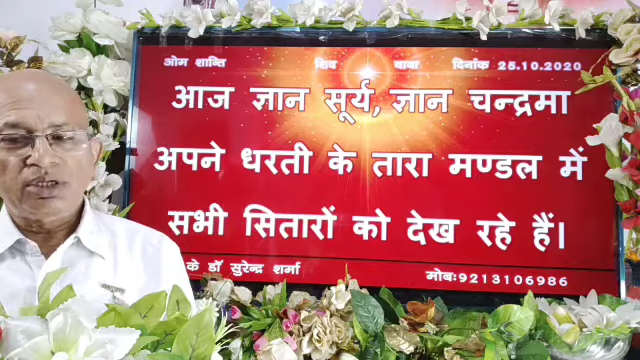 ओम शान्ति शिव बाबा दिनाँक 25.10.2020
आज ज्ञान सूर्य, ज्ञान चन्द्रमा
अपने धरती के तारा मण्डल में
सभी सितारों को देख रहे हैं।
के डॉ सुरेन्द्र शर्मा मोबः9213106986